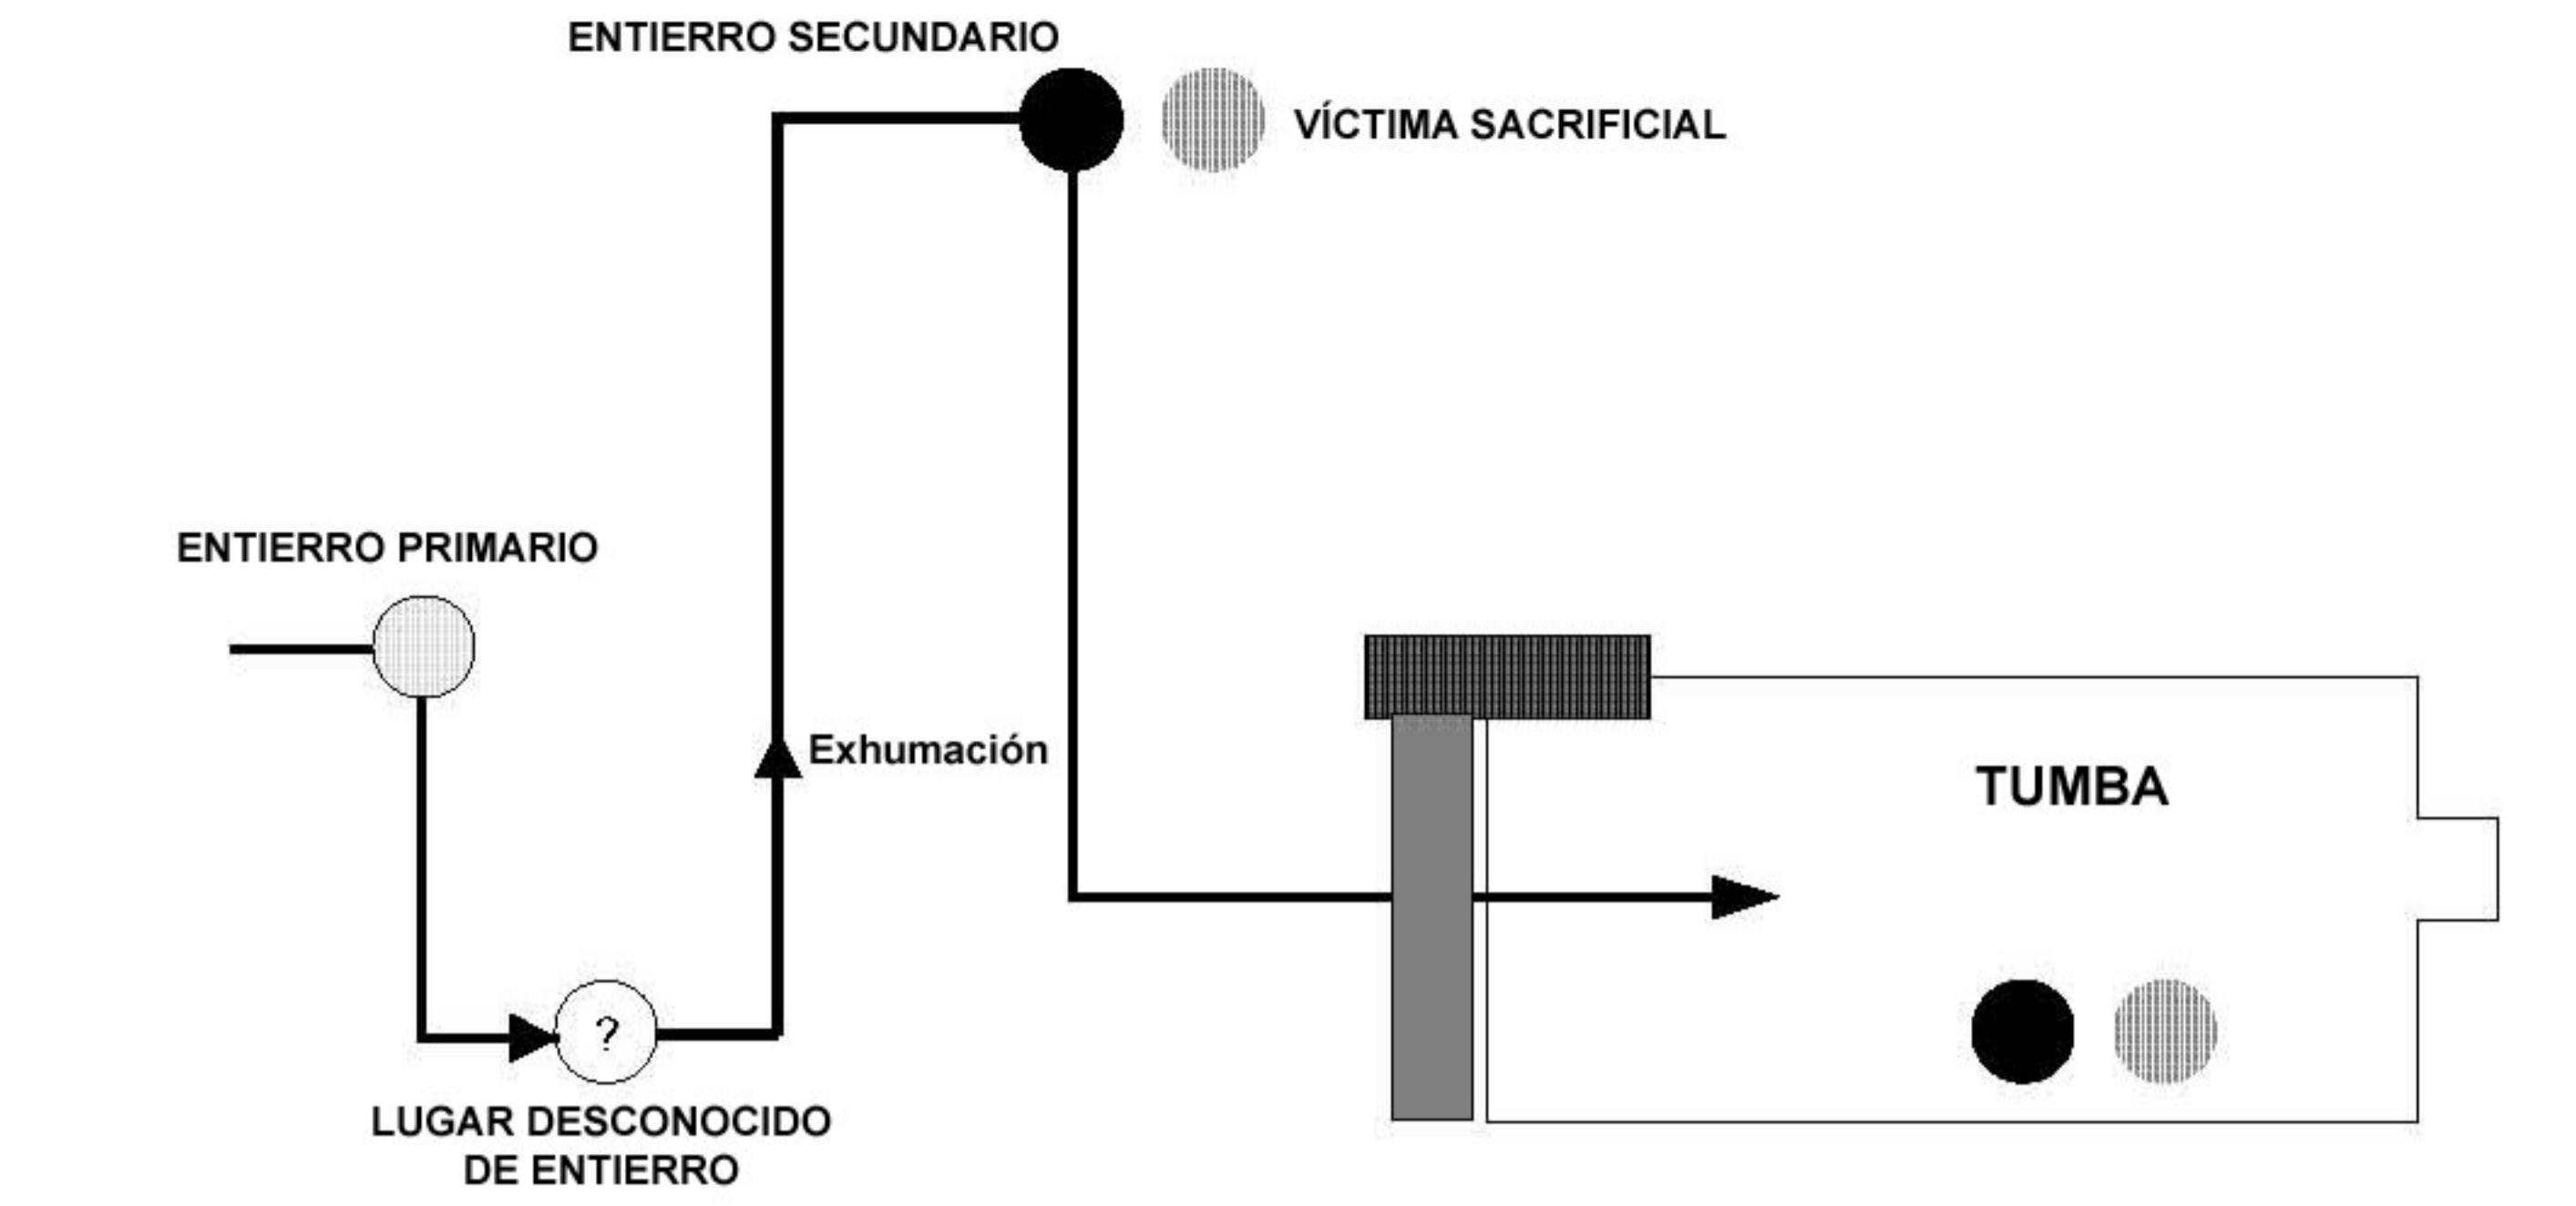 ENTIERRO SECUNDARIO
VÍCTIMA SACRIFICIAL
ENTIERRO PRIMARIO
Exhumación
TUMBA
?
LUGAR DESCONOCIDO
DE ENTIERRO